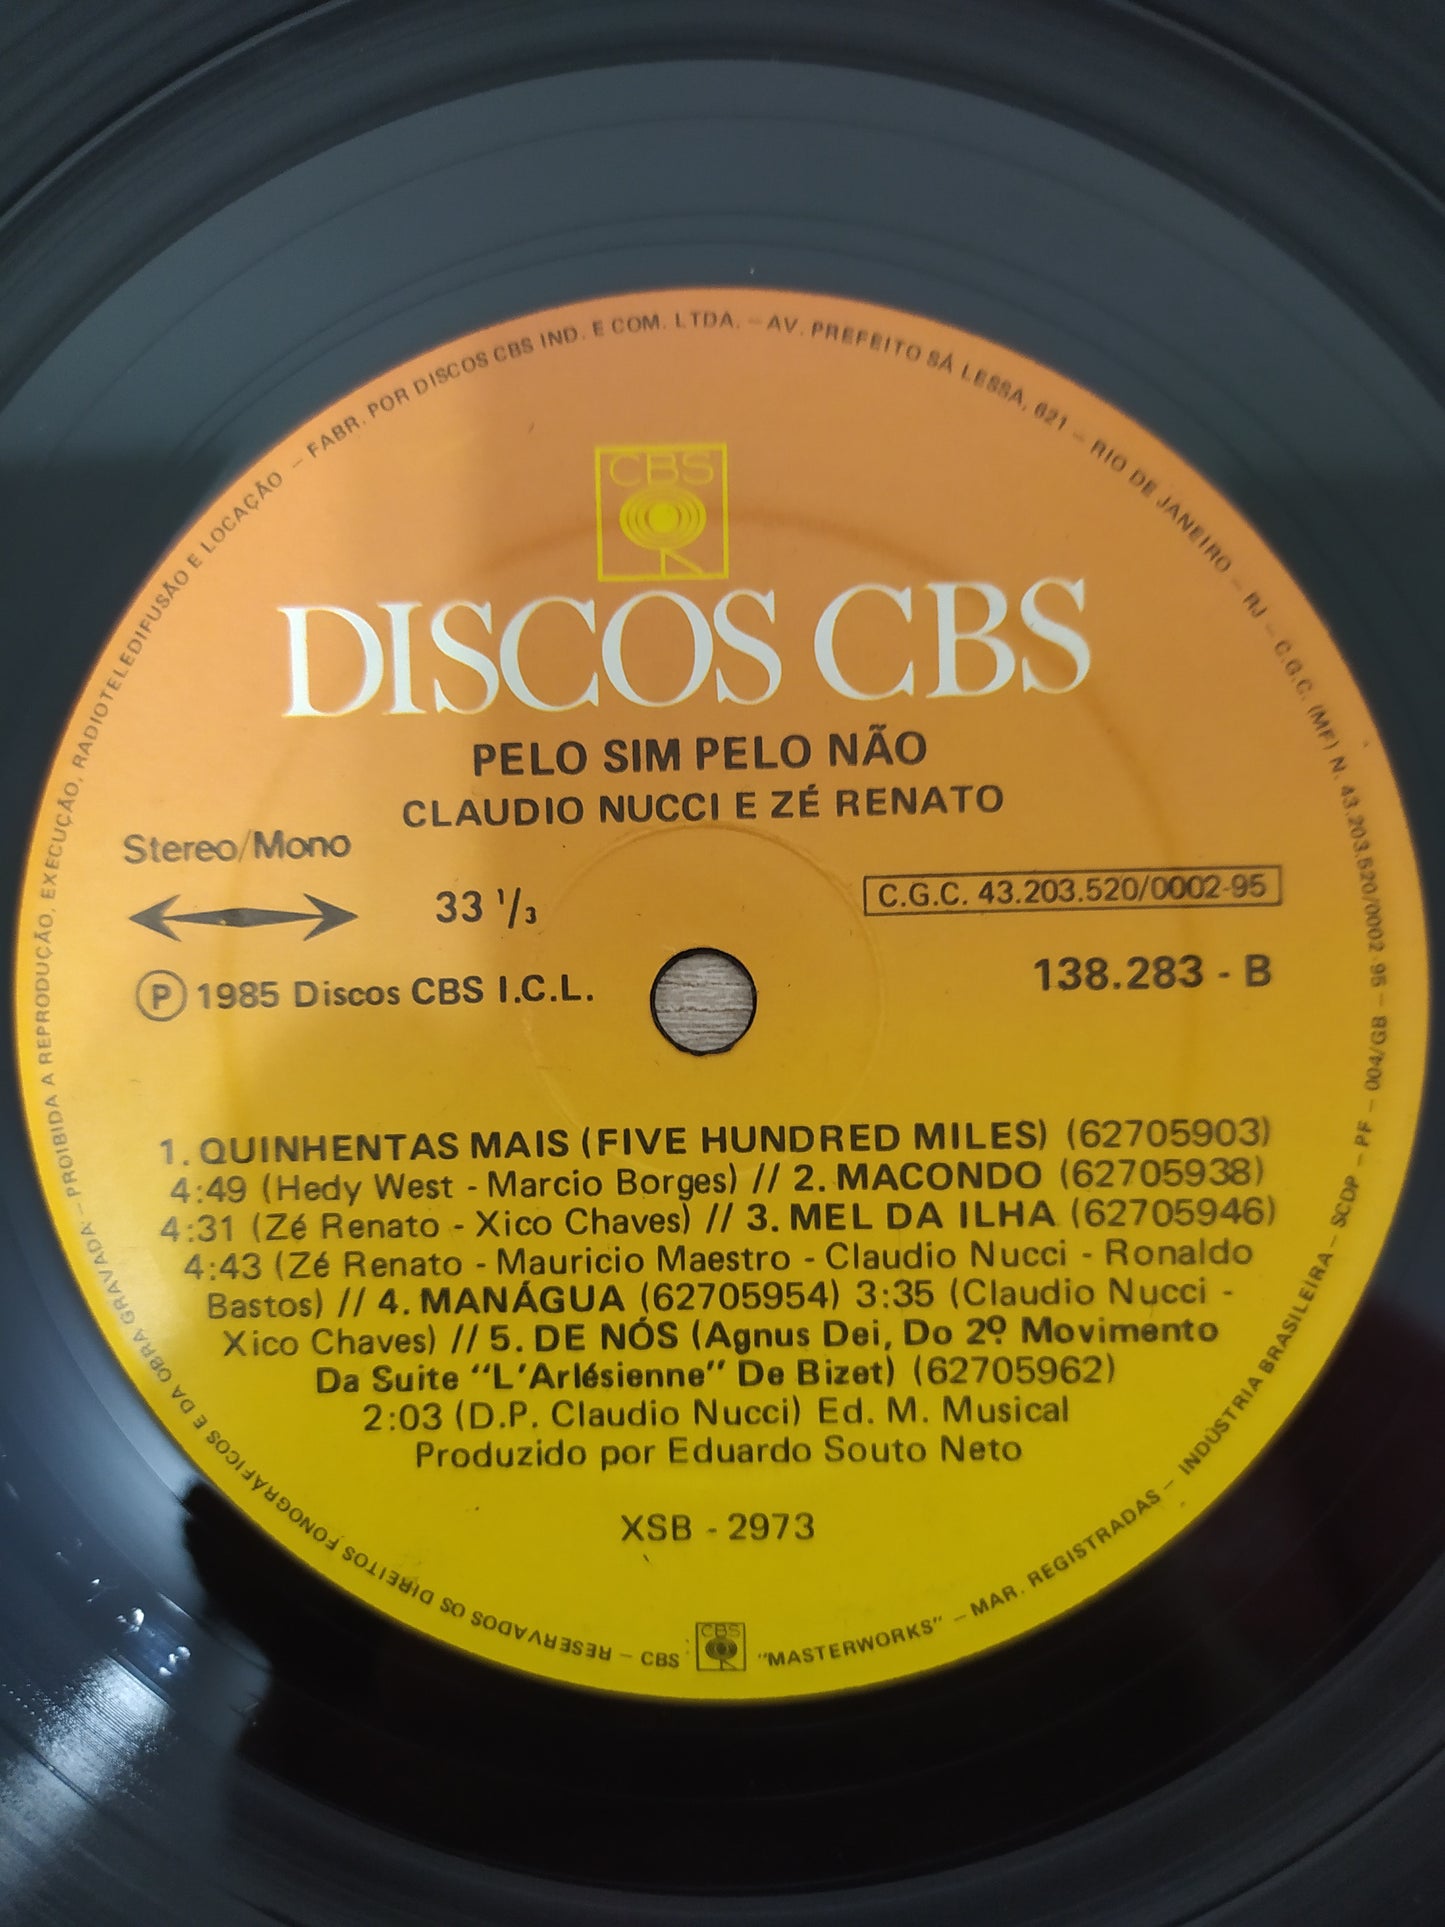 FABR. POR DISCOS CBS IND. E COM. LTDA. – AV. PREFEITO SÁ LESSA, 621 – RIO DE JANEIRO – RJ – C.G.C. (MF) N. 43.203.520/0002-95 – BD. 004/ – PF – SCDP – INDÚSTRIA BRASILEIRA –
CBS
DISCOS CBS
PELO SIM PELO NÃO
CLAUDIO NUCCI E ZÉ RENATO
Stereo/Mono
33 1/3
C.G.C. 43.203.520/0002-95
Ⓟ 1985 Discos CBS I.C.L.
138.283 - B
1. QUINHENTAS MAIS (FIVE HUNDRED MILES) (62705903)
4:49 (Hedy West - Marcio Borges) // 2. MACONDO (62705938)
4:31 (Zé Renato - Xico Chaves) // 3. MEL DA ILHA (62705946)
4:43 (Zé Renato - Mauricio Maestro - Claudio Nucci - Ronaldo
Bastos) // 4. MANÁGUA (62705954) 3:35 (Claudio Nucci -
Xico Chaves) // 5. DE NÓS (Agnus Dei, Do 2º Movimento
Da Suite "L'Arlésienne" De Bizet) (62705962)
2:03 (D.P. Claudio Nucci) Ed. M. Musical
Produzido por Eduardo Souto Neto
XSB - 2973
RESERVADOS OS DIREITOS FONOGRÁFICOS E DA OBRA GRAVADA – PROIBIDA A REPRODUÇÃO, EXECUÇÃO, RADIOTELEDIFUSÃO E LOCAÇÃO –
– CBS CBS "MASTERWORKS" – MAR. REGISTRADAS –